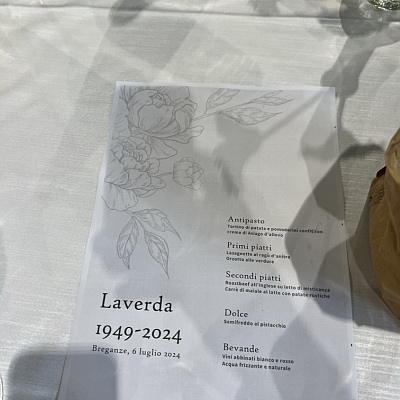 Antipasto
Tortino di patate e pomodorini confit con
crema di Asiago d'allevo
Primi piatti
Lasagnette al ragù d'anatra
Orzotto alle verdure
Secondi piatti
Roastbeef all'inglese su letto di misticanza
Carrè di maiale al latte con patate rustiche
Dolce
Semifreddo al pistacchio
Bevande
Vini abbinati bianco e rosso
Acqua frizzante e naturale
Laverda
1949-2024
Breganze, 6 luglio 2024